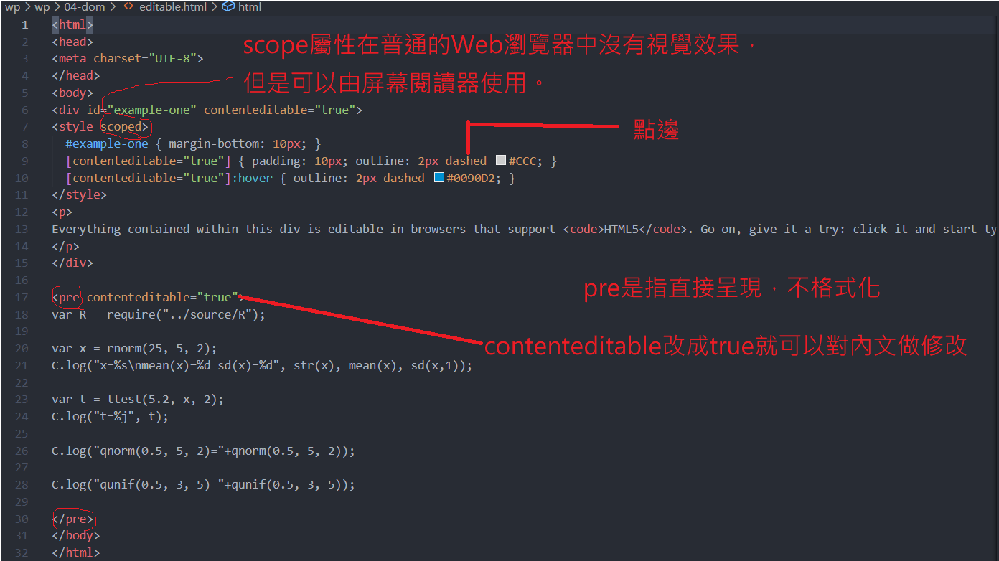 wp > wp > 04-dom > <> editable.html > html
1 <html>
2 <head>
scope屬性在普通的Web瀏覽器中沒有視覺效果，
3 <meta charset="UTF-8">
4 </head>
但是可以由屏幕閱讀器使用。
5 <body>
6 <div id="example-one" contenteditable="true">
7 <style scoped>
點邊
8 #example-one { margin-bottom: 10px; }
9 [contenteditable="true"] { padding: 10px; outline: 2px dashed #CCC; }
10 [contenteditable="true"]:hover { outline: 2px dashed #0090D2; }
11 </style>
12 <p>
13 Everything contained within this div is editable in browsers that support <code>HTML5</code>. Go on, give it a try: click it and start ty
14 </p>
15 </div>
16
pre是指直接呈現，不格式化
17 <pre contenteditable="true">
18 var R = require("../source/R");
19
contenteditable改成true就可以對內文做修改
20 var x = rnorm(25, 5, 2);
21 C.log("x=%s\nmean(x)=%d sd(x)=%d", str(x), mean(x), sd(x,1));
22
23 var t = ttest(5.2, x, 2);
24 C.log("t=%j", t);
25
26 C.log("qnorm(0.5, 5, 2)="+qnorm(0.5, 5, 2));
27
28 C.log("qunif(0.5, 3, 5)="+qunif(0.5, 3, 5));
29
30 </pre>
31 </body>
32 </html>